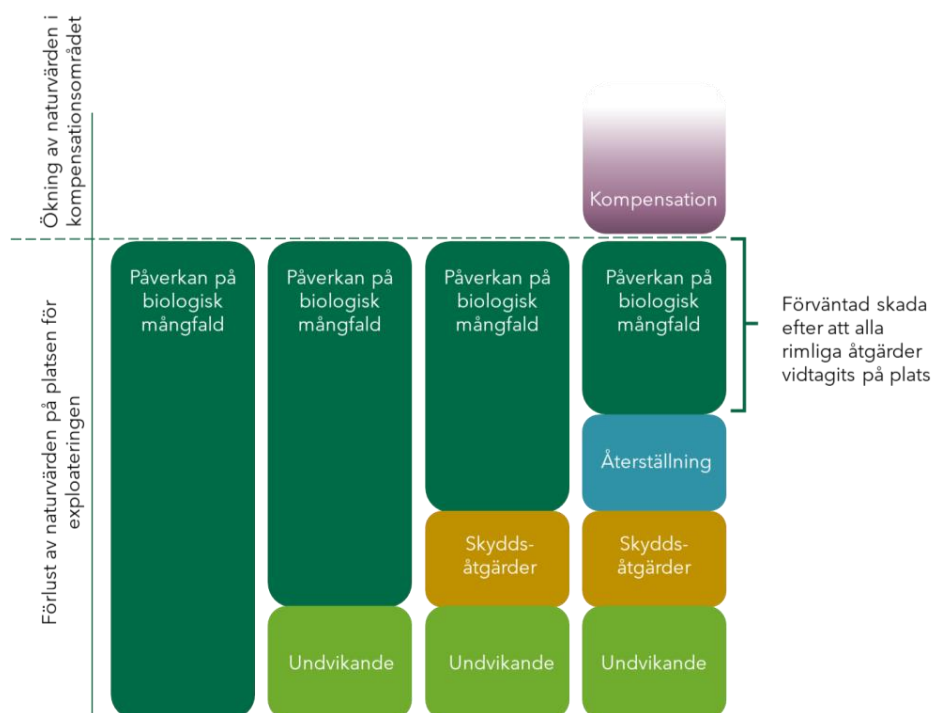 Ökning av naturvärden i
kompensationsområdet
Förlust av naturvärden på platsen för
exploateringen
Kompensation
Påverkan på
biologisk
mångfald
Påverkan på
biologisk
mångfald
Påverkan på
biologisk
mångfald
Påverkan på
biologisk
mångfald
Förväntad skada
efter att alla
rimliga åtgärder
vidtagits på plats
Återställning
Skydds-
åtgärder
Skydds-
åtgärder
Undvikande
Undvikande
Undvikande